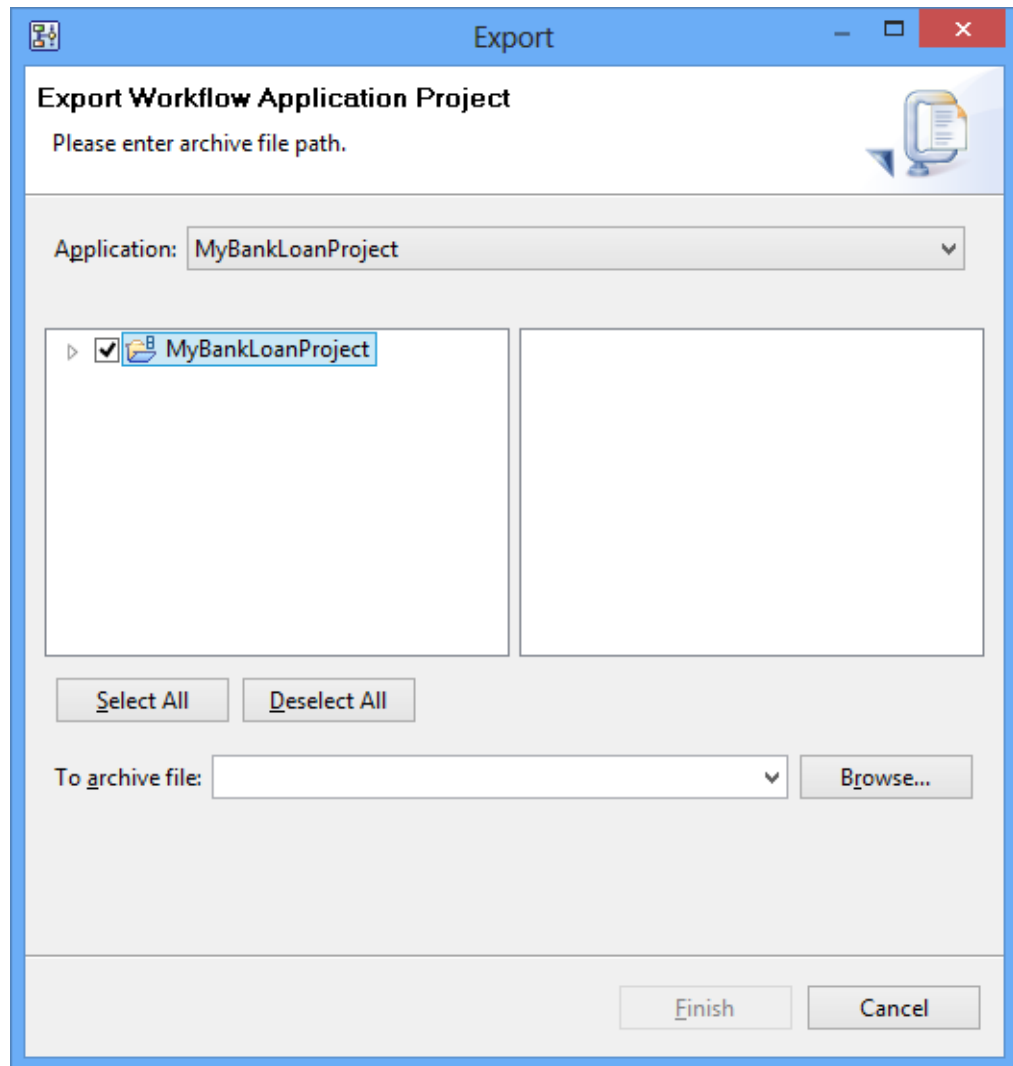 Export
Export Workflow Application Project
Please enter archive file path.
Application: MyBankLoanProject
MyBankLoanProject
Select All Deselect All
To archive file: Browse...
Finish Cancel